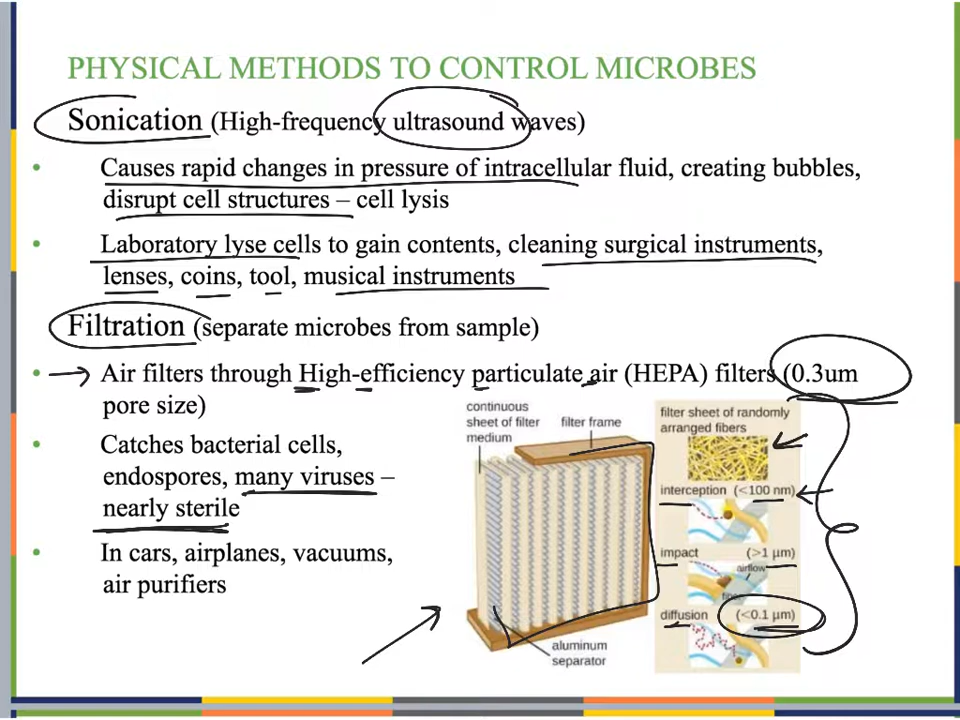 PHYSICAL METHODS TO CONTROL MICROBES
Sonication (High-frequency ultrasound waves)
• Causes rapid changes in pressure of intracellular fluid, creating bubbles,
disrupt cell structures – cell lysis
• Laboratory lyse cells to gain contents, cleaning surgical instruments,
lenses, coins, tool, musical instruments
Filtration (separate microbes from sample)
• Air filters through High-efficiency particulate air (HEPA) filters (0.3um
pore size)
• Catches bacterial cells,
endospores, many viruses –
nearly sterile
• In cars, airplanes, vacuums,
air purifiers
continuous
sheet of filter
medium
filter frame
aluminum
separator
filter sheet of randomly
arranged fibers
interception (<100 nm)
impact (>1 µm)
airflow
diffusion (<0.1 µm)